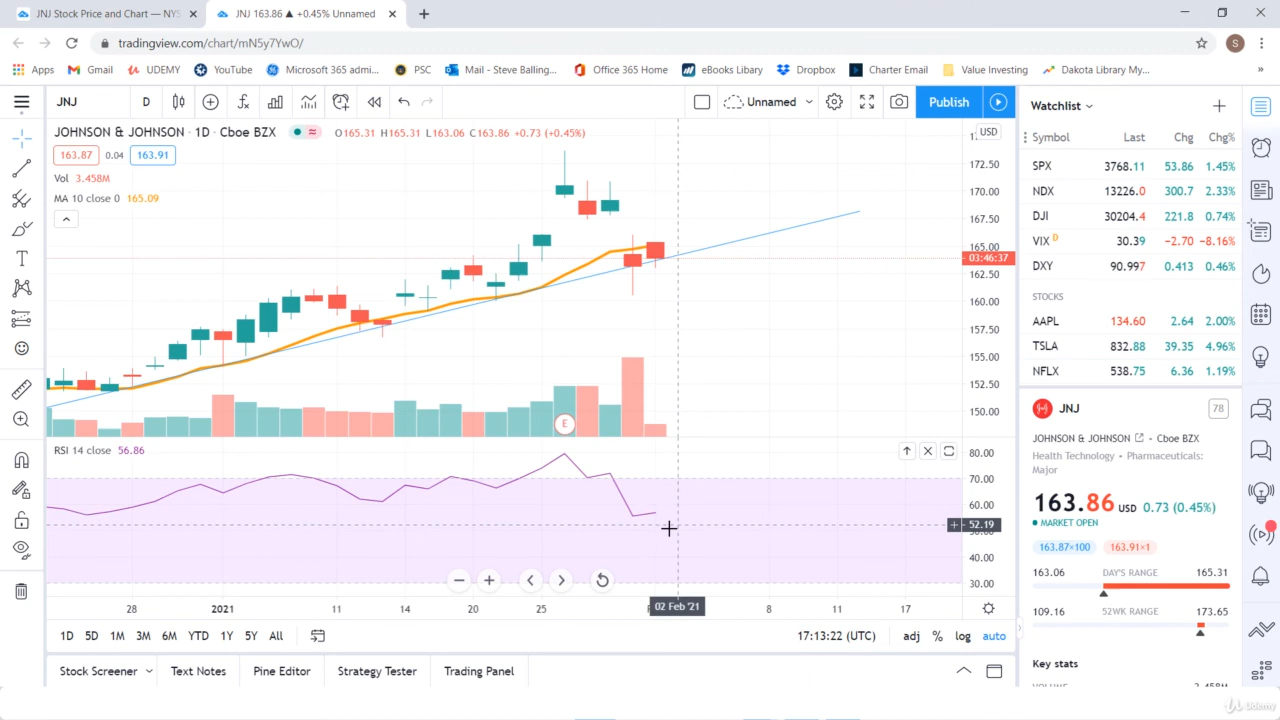 JNJ Stock Price and Chart — NYS
JNJ 163.86 ▲ +0.45% Unnamed
tradingview.com/chart/mN5y7YwO/
S
Apps Gmail UDEMY YouTube Microsoft 365 admi... PSC Mail - Steve Balling... Office 365 Home eBooks Libary Dropbox Charter Email Value Investing Dakota Library My... »
JNJ D Unnamed Publish
Watchlist
JOHNSON & JOHNSON · 1D · Cboe BZX O165.31 H165.31 L163.06 C163.86 +0.73 (+0.45%)
USD
163.87 0.04 163.91
Vol 3.458M
MA 10 close 0 165.09
172.50
170.00
167.50
165.00
03:46:37
162.50
160.00
157.50
155.00
152.50
150.00
E
RSI 14 close 56.86
80.00
70.00
60.00
52.19
40.00
30.00
28 2021 11 14 20 25 02 Feb '21 8 11 17
1D 5D 1M 3M 6M YTD 1Y 5Y All
17:13:22 (UTC) adj % log auto
Stock Screener Text Notes Pine Editor Strategy Tester Trading Panel
Symbol Last Chg Chg%
SPX 3768.11 53.86 1.45%
NDX 13226.0 300.7 2.33%
DJI 30204.4 221.8 0.74%
VIX D 30.39 −2.70 −8.16%
DXY 90.997 0.413 0.46%
STOCKS
AAPL 134.60 2.64 2.00%
TSLA 832.88 39.35 4.96%
NFLX 538.75 6.36 1.19%
JNJ 78
JOHNSON & JOHNSON · Cboe BZX
Health Technology • Pharmaceuticals:
Major
163.86 USD 0.73 (0.45%)
MARKET OPEN
163.87×100 163.91×1
163.06 DAY'S RANGE 165.31
109.16 52WK RANGE 173.65
Key stats
Udemy